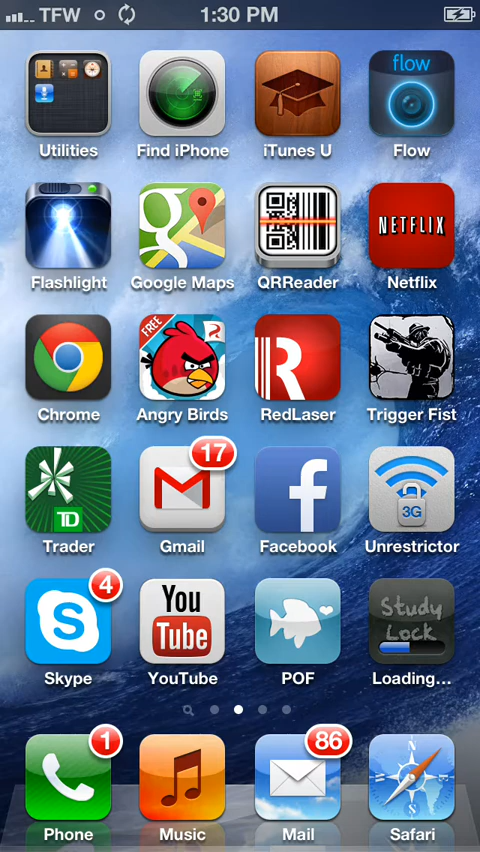 TFW 1:30 PM
flow
Utilities Find iPhone iTunes U Flow
NETFLIX
Flashlight Google Maps QRReader Netflix
FREE
Chrome Angry Birds RedLaser Trigger Fist
17
TD
3G
Trader Gmail Facebook Unrestrictor
4
You
Tube
Study
Lock
Skype YouTube POF Loading...
1 86
N
Phone Music Mail Safari